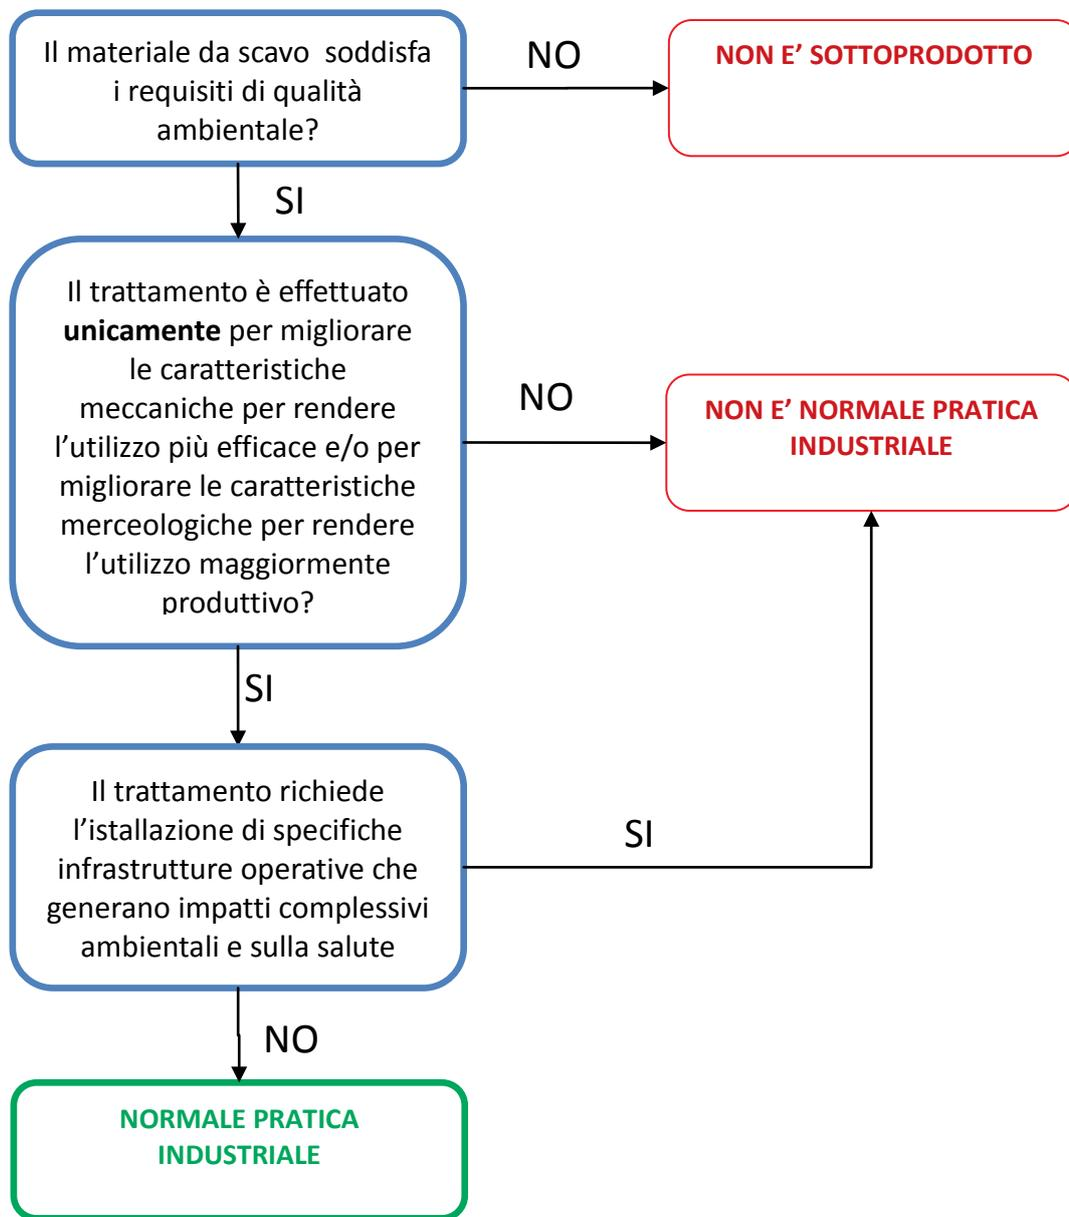 Il materiale da scavo soddisfa
i requisiti di qualità
ambientale?
NO
NON E' SOTTOPRODOTTO
SI
Il trattamento è effettuato
unicamente per migliorare
le caratteristiche
meccaniche per rendere
l'utilizzo più efficace e/o per
migliorare le caratteristiche
merceologiche per rendere
l'utilizzo maggiormente
produttivo?
NO
NON E' NORMALE PRATICA
INDUSTRIALE
SI
Il trattamento richiede
l'istallazione di specifiche
infrastrutture operative che
generano impatti complessivi
ambientali e sulla salute
SI
NO
NORMALE PRATICA
INDUSTRIALE